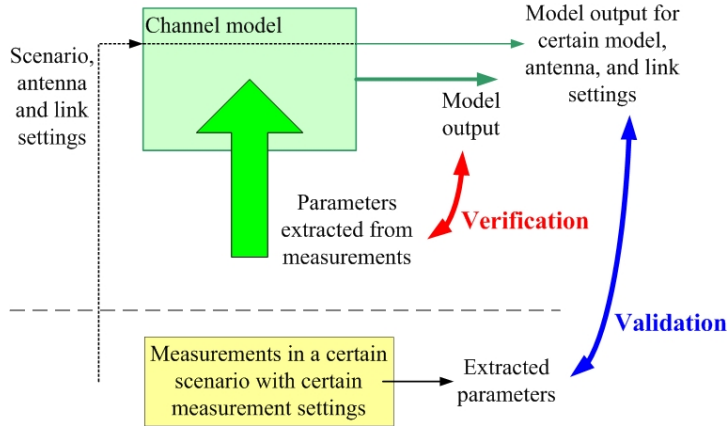 Channel model
Model output for
certain model,
antenna, and link
settings
Scenario,
antenna
and link
settings
Model
output
Parameters
extracted from
measurements
Verification
Validation
Measurements in a certain
scenario with certain
measurement settings
Extracted
parameters